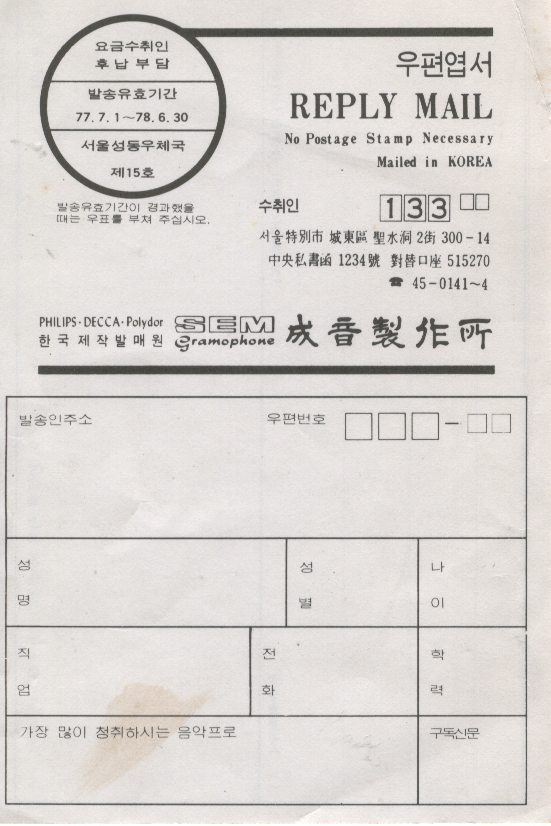 요금수취인
후납부담
발송유효기간
77. 7. 1 ~ 78. 6. 30
서울성동우체국
제15호
발송유효기간이 경과했을
때는 우표를 부쳐 주십시오.
우편엽서
REPLY MAIL
No Postage Stamp Necessary
Mailed in KOREA
수취인 133
서울特別市 城東區 聖水洞 2街 300-14
中央私書函 1234號 對替口座 515270
☎ 45-0141~4
PHILIPS·DECCA·Polydor
한국제작발매원
SEM
Gramophone
成音製作所
발송인주소 우편번호 -
성명 성별 나이
직업 전화 학력
가장 많이 청취하시는 음악프로 구독신문